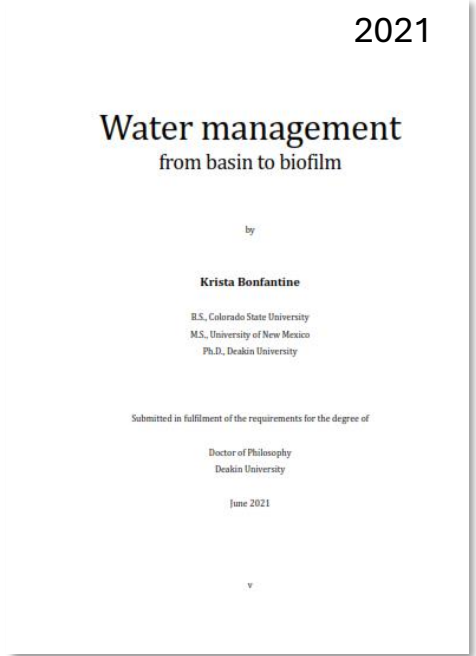 2021
Water management
from basin to biofilm
by
Krista Bonfantine
B.S., Colorado State University
M.S., University of New Mexico
Ph.D., Deakin University
Submitted in fulfilment of the requirements for the degree of
Doctor of Philosophy
Deakin University
June 2021
v